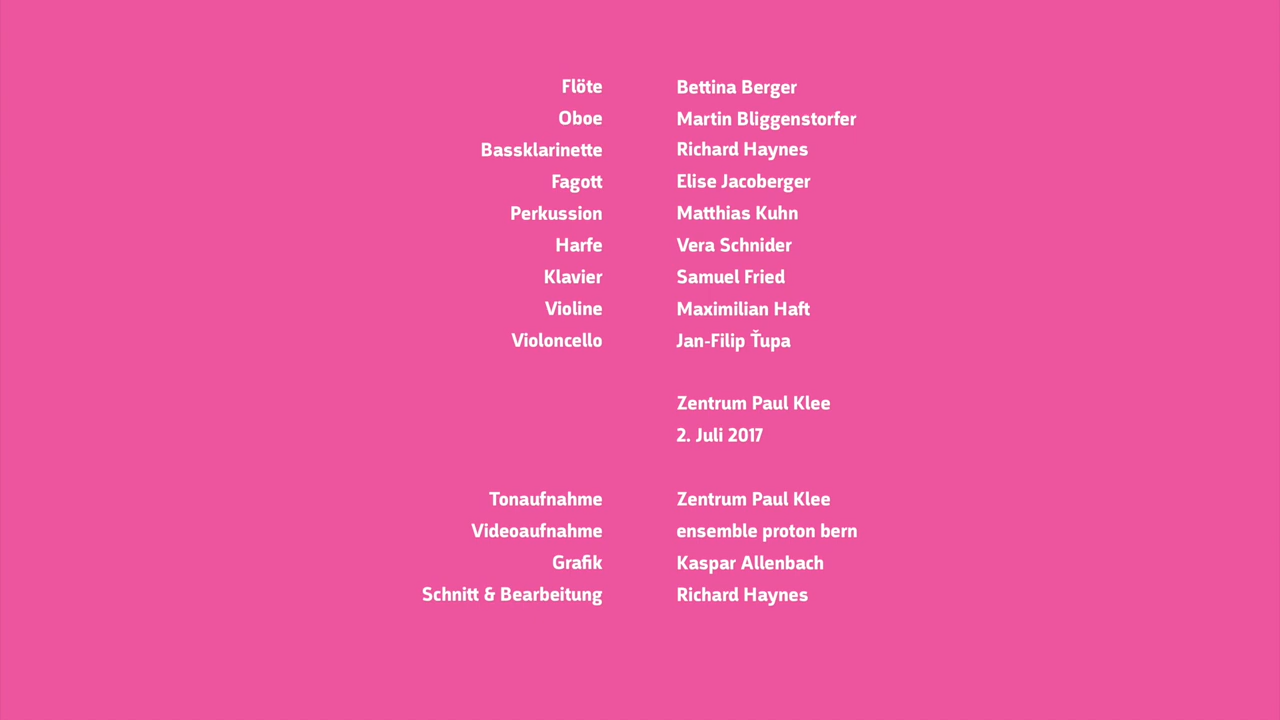 Flöte Bettina Berger
Oboe Martin Bliggenstorfer
Bassklarinette Richard Haynes
Fagott Elise Jacoberger
Perkussion Matthias Kuhn
Harfe Vera Schnider
Klavier Samuel Fried
Violine Maximilian Haft
Violoncello Jan-Filip Ťupa
Zentrum Paul Klee
2. Juli 2017
Tonaufnahme Zentrum Paul Klee
Videoaufnahme ensemble proton bern
Grafik Kaspar Allenbach
Schnitt & Bearbeitung Richard Haynes